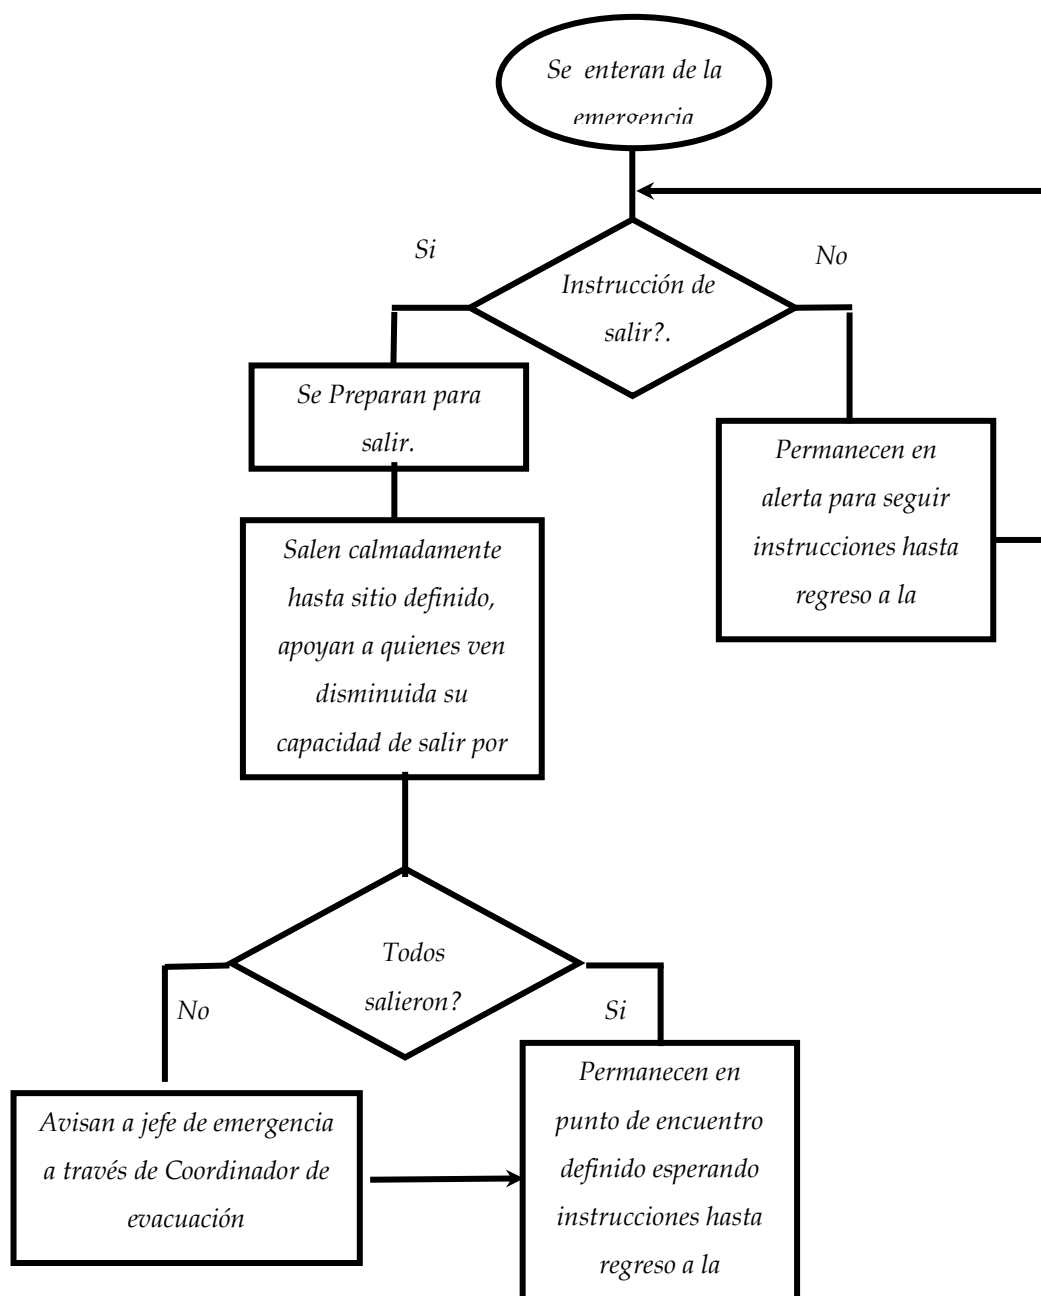 Se enteran de la
emergencia
Si
No
Instrucción de
salir?.
Se Preparan para
salir.
Permanecen en
alerta para seguir
instrucciones hasta
regreso a la
Salen calmadamente
hasta sitio definido,
apoyan a quienes ven
disminuida su
capacidad de salir por
Todos
salieron?
No
Si
Avisan a jefe de emergencia
a través de Coordinador de
evacuación
Permanecen en
punto de encuentro
definido esperando
instrucciones hasta
regreso a la